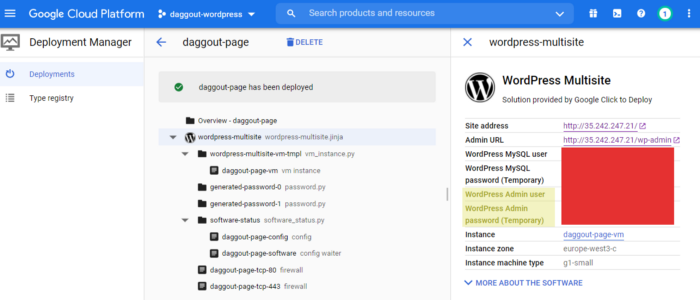 Google Cloud Platform
daggout-wordpress
Search products and resources
1
Deployment Manager
Deployments
Type registry
daggout-page
DELETE
daggout-page has been deployed
Overview - daggout-page
wordpress-multisite wordpress-multisite.jinja
wordpress-multisite-vm-tmpl vm_instance.py
daggout-page-vm vm instance
generated-password-0 password.py
generated-password-1 password.py
software-status software_status.py
daggout-page-config config
daggout-page-software config waiter
daggout-page-tcp-80 firewall
daggout-page-tcp-443 firewall
wordpress-multisite
WordPress Multisite
Solution provided by Google Click to Deploy
Site address http://35.242.247.21/
Admin URL http://35.242.247.21/wp-admin
WordPress MySQL user
WordPress MySQL
password (Temporary)
WordPress Admin user
WordPress Admin
password (Temporary)
Instance daggout-page-vm
Instance zone europe-west3-c
Instance machine type g1-small
MORE ABOUT THE SOFTWARE